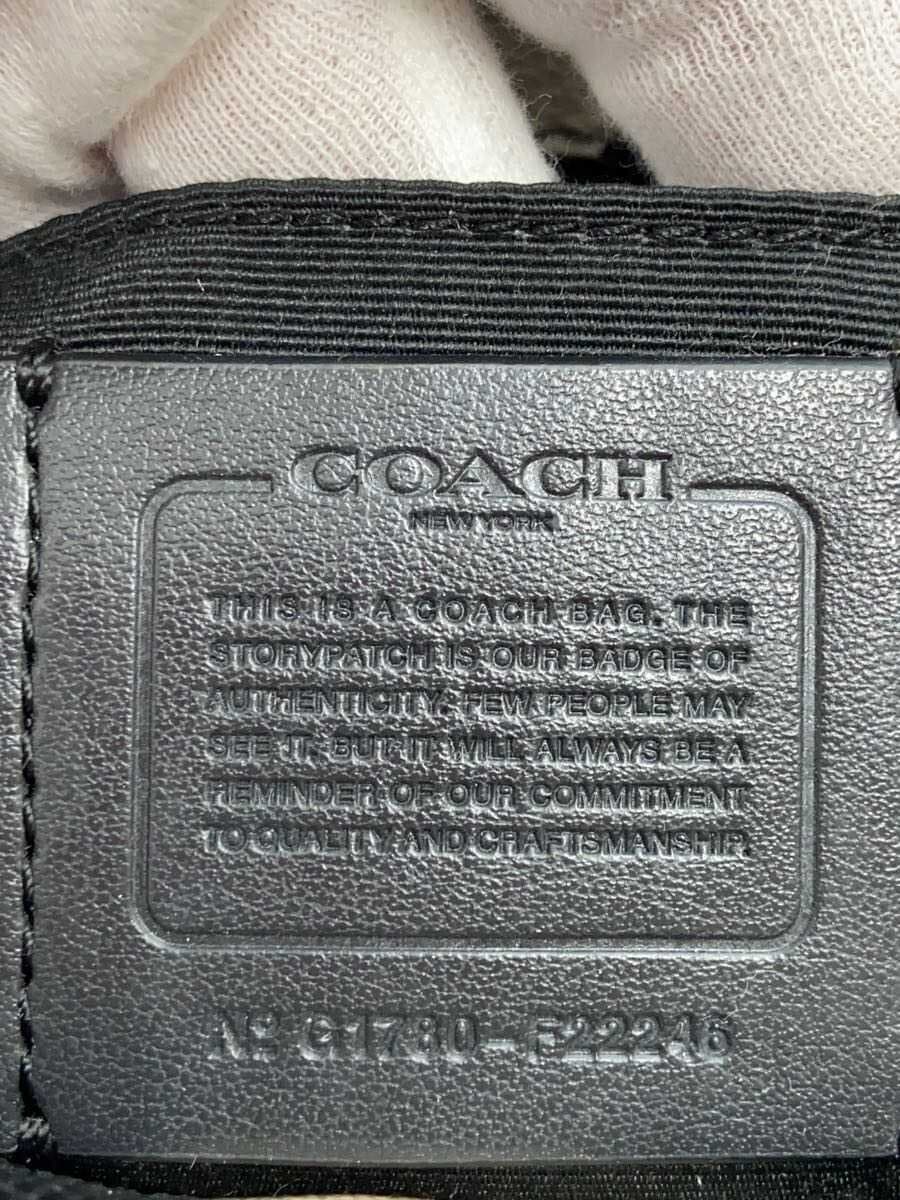 COACH
NEW YORK
THIS IS A COACH BAG. THE
STORYPATCH IS OUR BADGE OF
AUTHENTICITY. FEW PEOPLE MAY
SEE IT. BUT IT WILL ALWAYS BE A
REMINDER OF OUR COMMITMENT
TO QUALITY AND CRAFTSMANSHIP.
Nº G1780-F22246